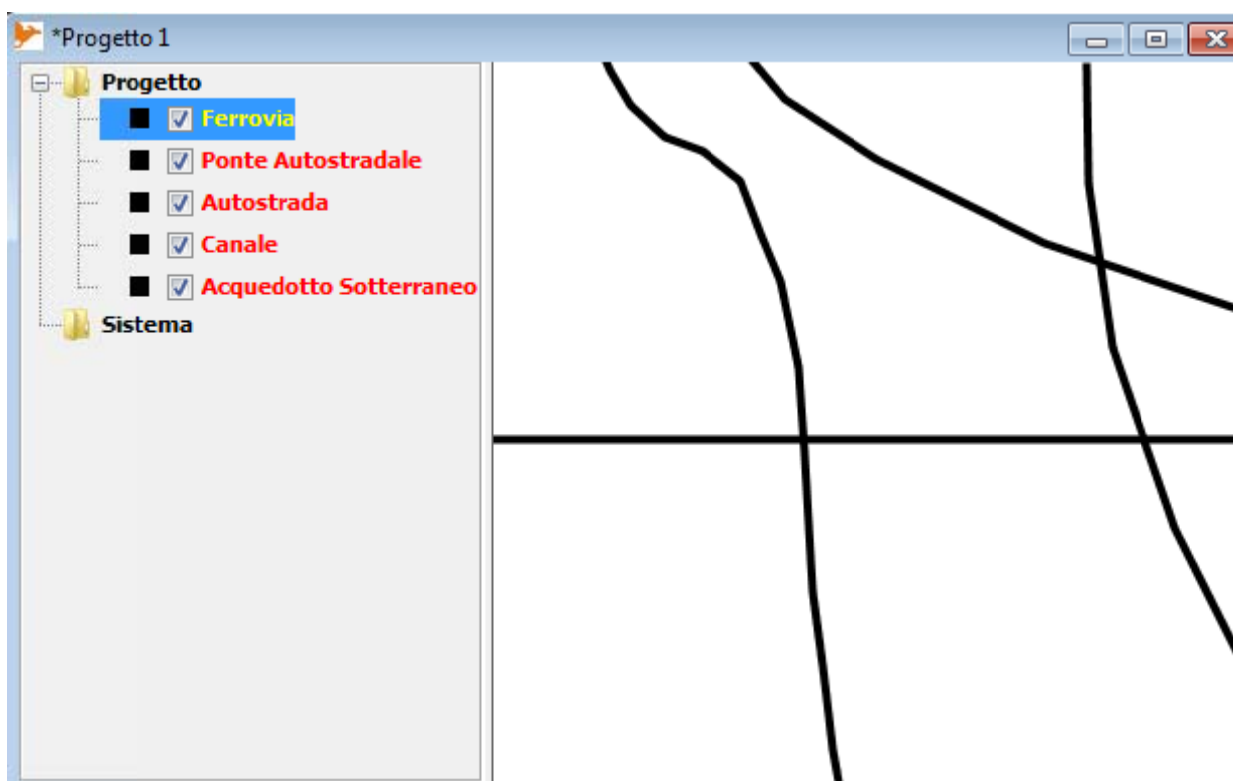 *Progetto 1
Progetto
Ferrovia
Ponte Autostradale
Autostrada
Canale
Acquedotto Sotterraneo
Sistema